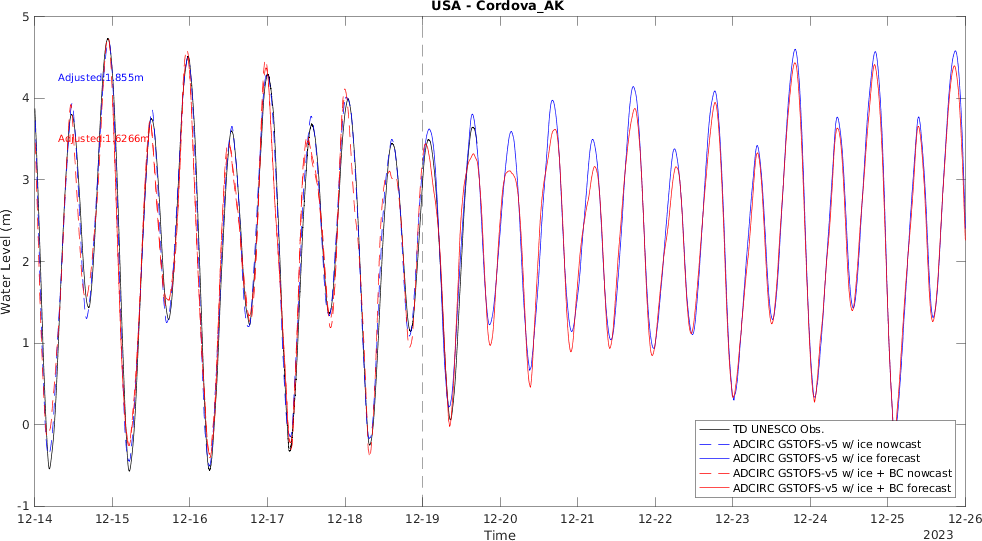 USA - Cordova_AK
Adjusted:1.855m
Adjusted:1.6266m
Water Level (m)
5
4
3
2
1
0
-1
TD UNESCO Obs.
ADCIRC GSTOFS-v5 w/ ice nowcast
ADCIRC GSTOFS-v5 w/ ice forecast
ADCIRC GSTOFS-v5 w/ ice + BC nowcast
ADCIRC GSTOFS-v5 w/ ice + BC forecast
12-14 12-15 12-16 12-17 12-18 12-19 12-20 12-21 12-22 12-23 12-24 12-25 12-26
Time
2023